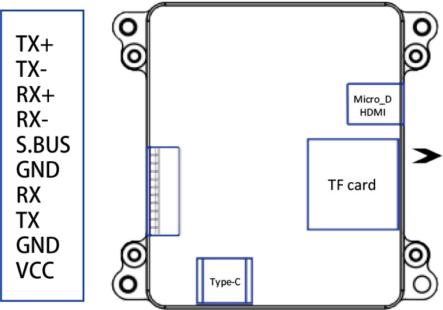 TX+
TX-
RX+
RX-
S.BUS
GND
RX
TX
GND
VCC
Micro_D
HDMI
TF card
Type-C